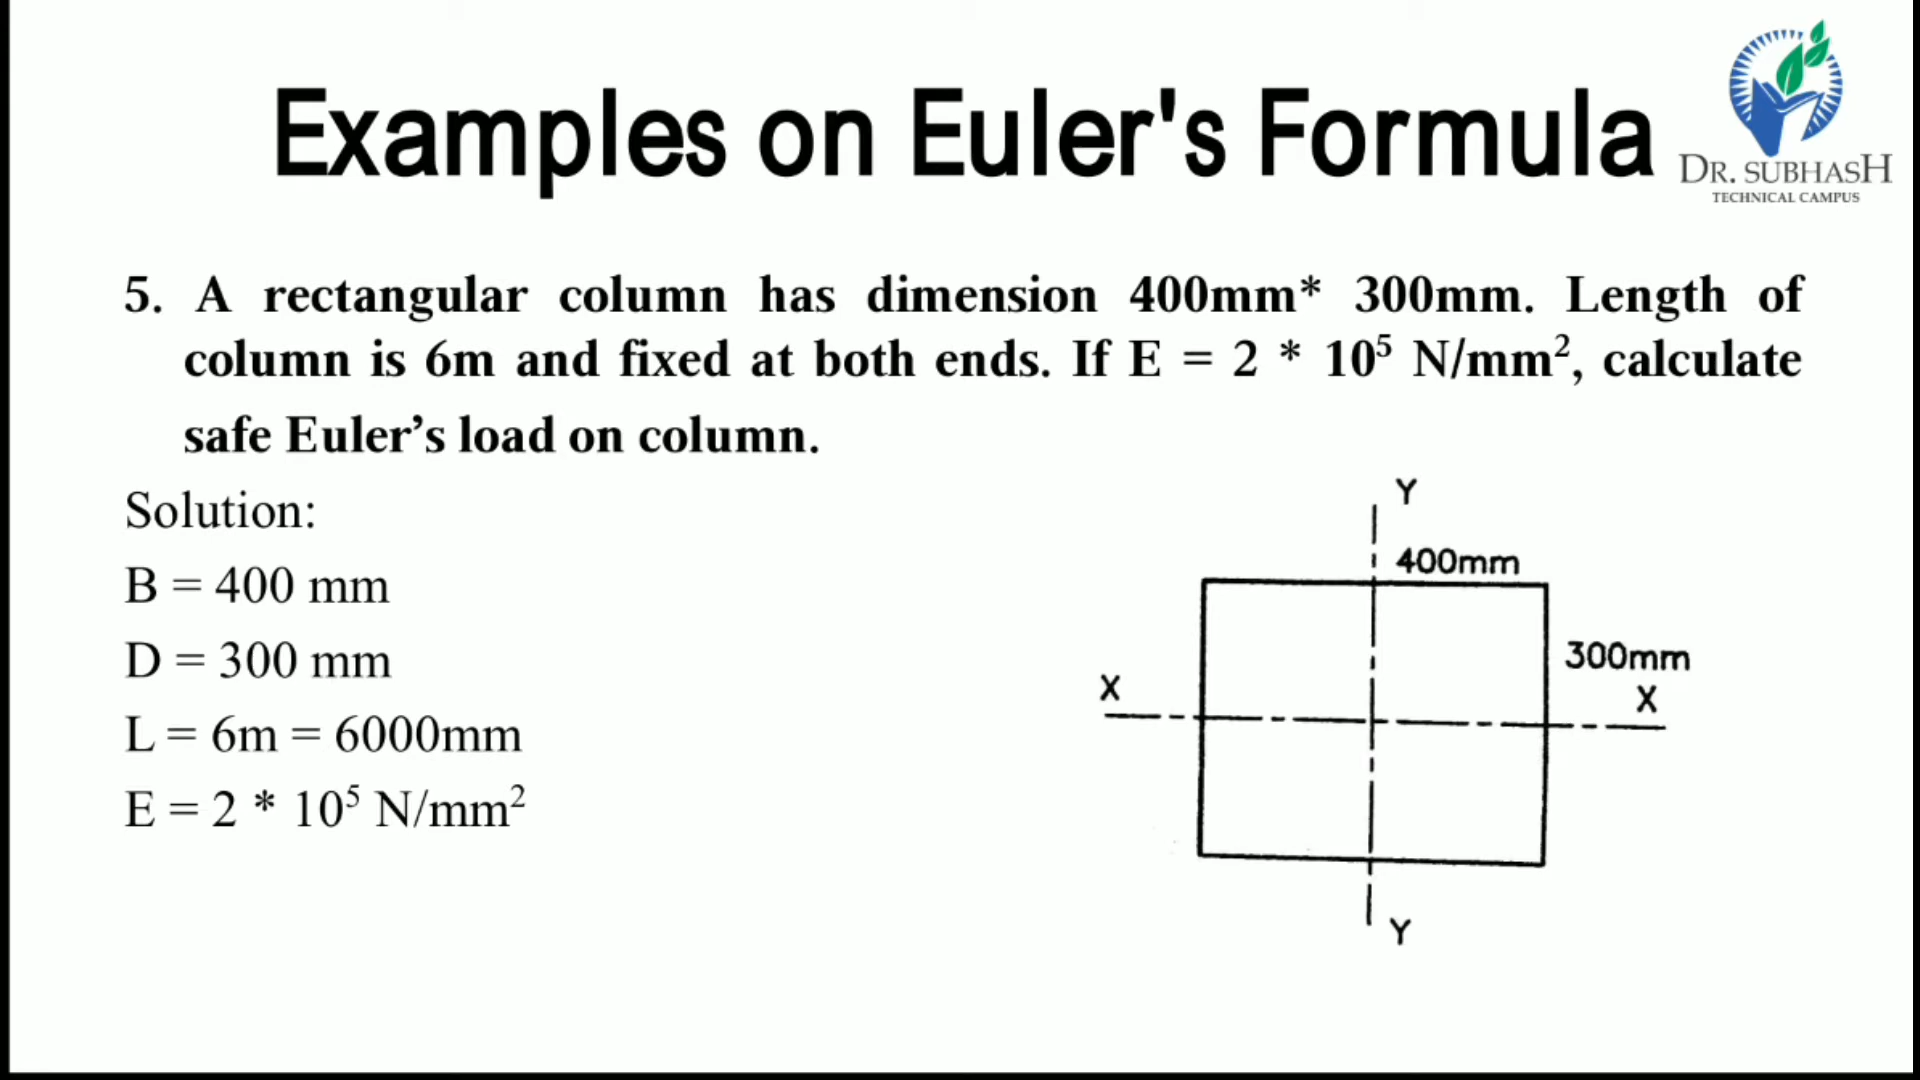 Examples on Euler's Formula
DR. SUBHASH
TECHNICAL CAMPUS
5. A rectangular column has dimension 400mm* 300mm. Length of
column is 6m and fixed at both ends. If E = 2 * 10⁵ N/mm², calculate
safe Euler’s load on column.
Solution:
B = 400 mm
D = 300 mm
L = 6m = 6000mm
E = 2 * 10⁵ N/mm²
Y
400mm
300mm
X
X
Y